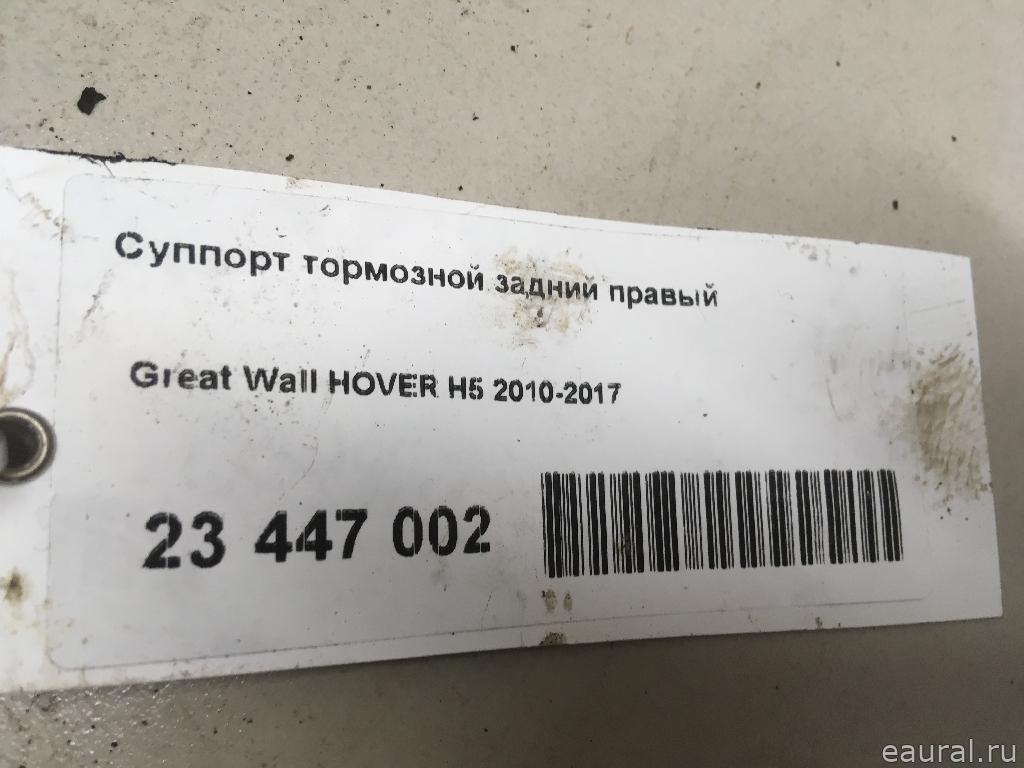 Суппорт тормозной задний правый
Great Wall HOVER H5 2010-2017
23 447 002
eaural.ru